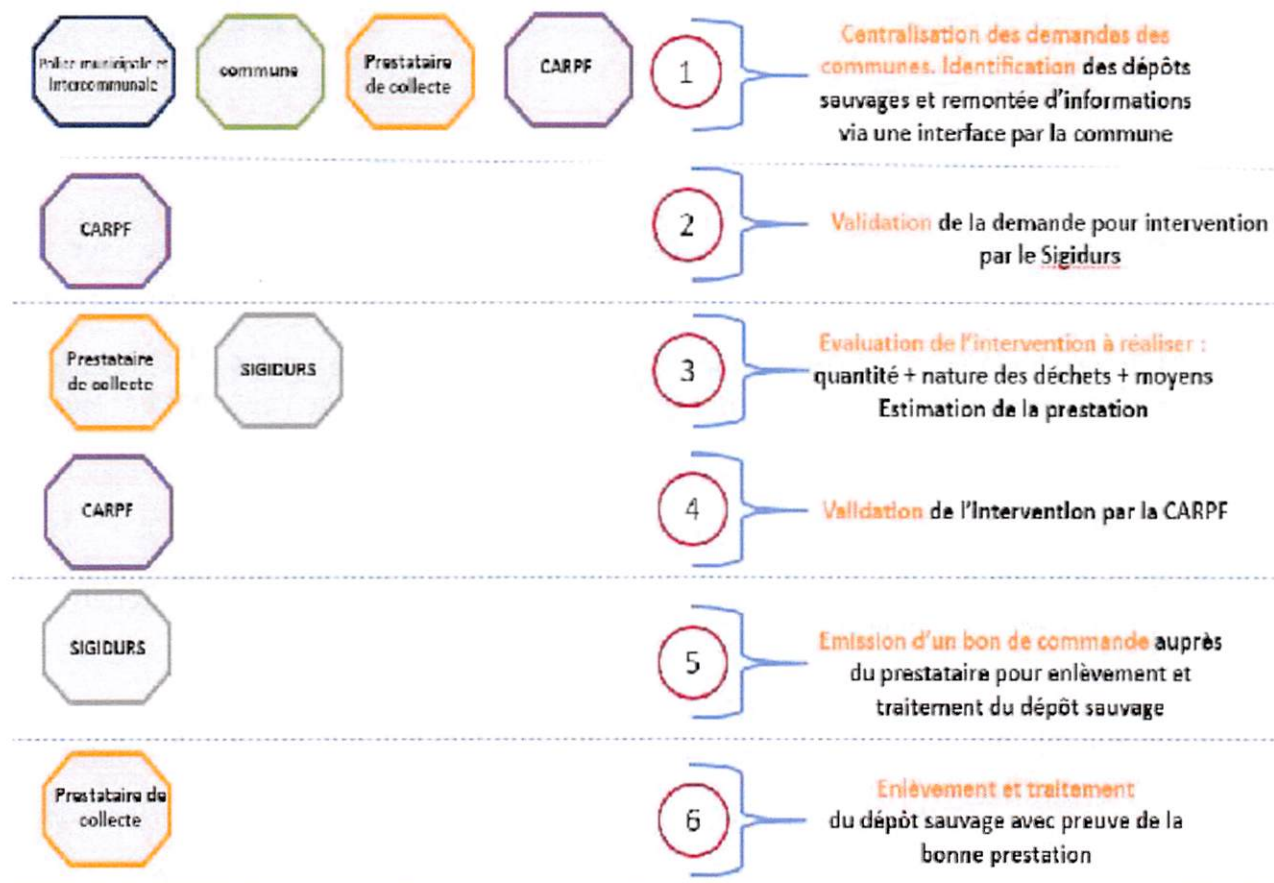 Police municipale et
Intercommunale
commune
Prestataire
de collecte
CARPF
1
Centralisation des demandes des
communes. Identification des dépôts
sauvages et remontée d'informations
via une interface par la commune
CARPF
2
Validation de la demande pour intervention
par le Sigidurs
Prestataire
de collecte
SIGIDURS
3
Evaluation de l'intervention à réaliser :
quantité + nature des déchets + moyens
Estimation de la prestation
CARPF
4
Validation de l'intervention par la CARPF
SIGIDURS
5
Emission d'un bon de commande auprès
du prestataire pour enlèvement et
traitement du dépôt sauvage
Prestataire de
collecte
6
Enlèvement et traitement
du dépôt sauvage avec preuve de la
bonne prestation